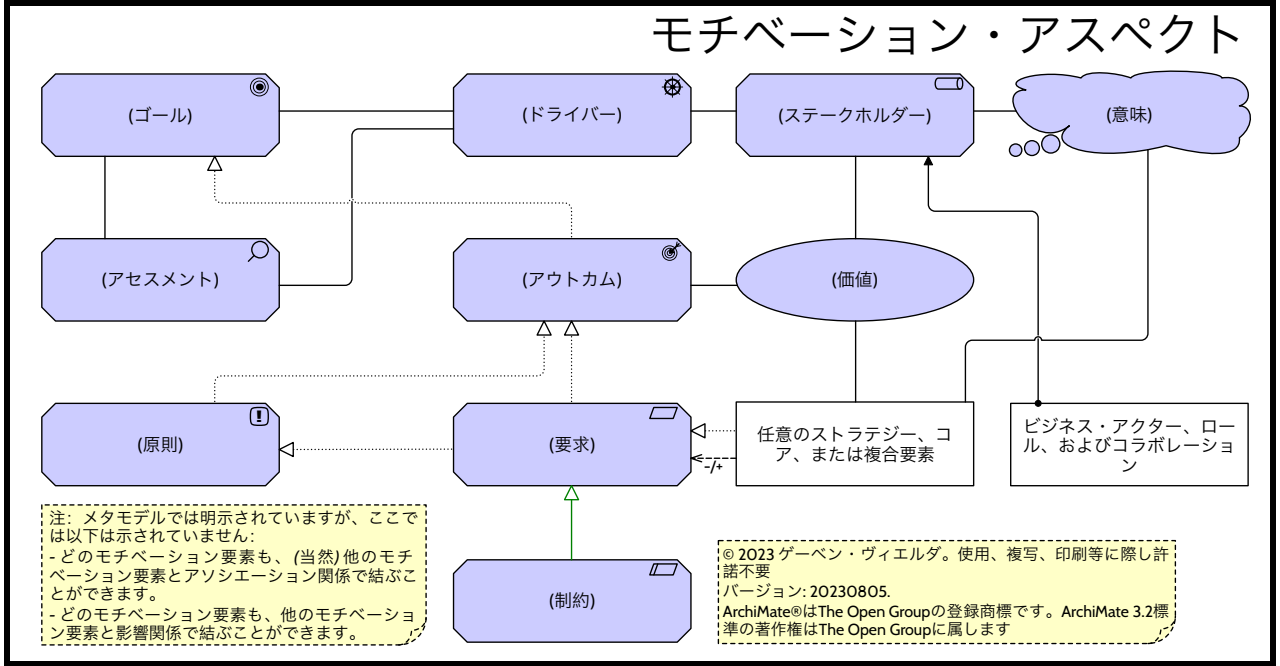 モチベーション・アスペクト
(ゴール)
(ドライバー)
(ステークホルダー)
(意味)
(アセスメント)
(アウトカム)
(価値)
(原則)
(要求)
任意のストラテジー、コ
ア、または複合要素
-/+
ビジネス・アクター、ロー
ル、およびコラボレーショ
ン
(制約)
注: メタモデルでは明示されていますが、ここで
は以下は示されていません:
- どのモチベーション要素も、(当然) 他のモチ
ベーション要素とアソシエーション関係で結ぶこ
とができます。
- どのモチベーション要素も、他のモチベーショ
ン要素と影響関係で結ぶことができます。
© 2023 ゲーベン・ヴィエルダ。使用、複写、印刷等に際し許
諾不要
バージョン: 20230805.
ArchiMate®はThe Open Groupの登録商標です。ArchiMate 3.2標
準の著作権はThe Open Groupに属します